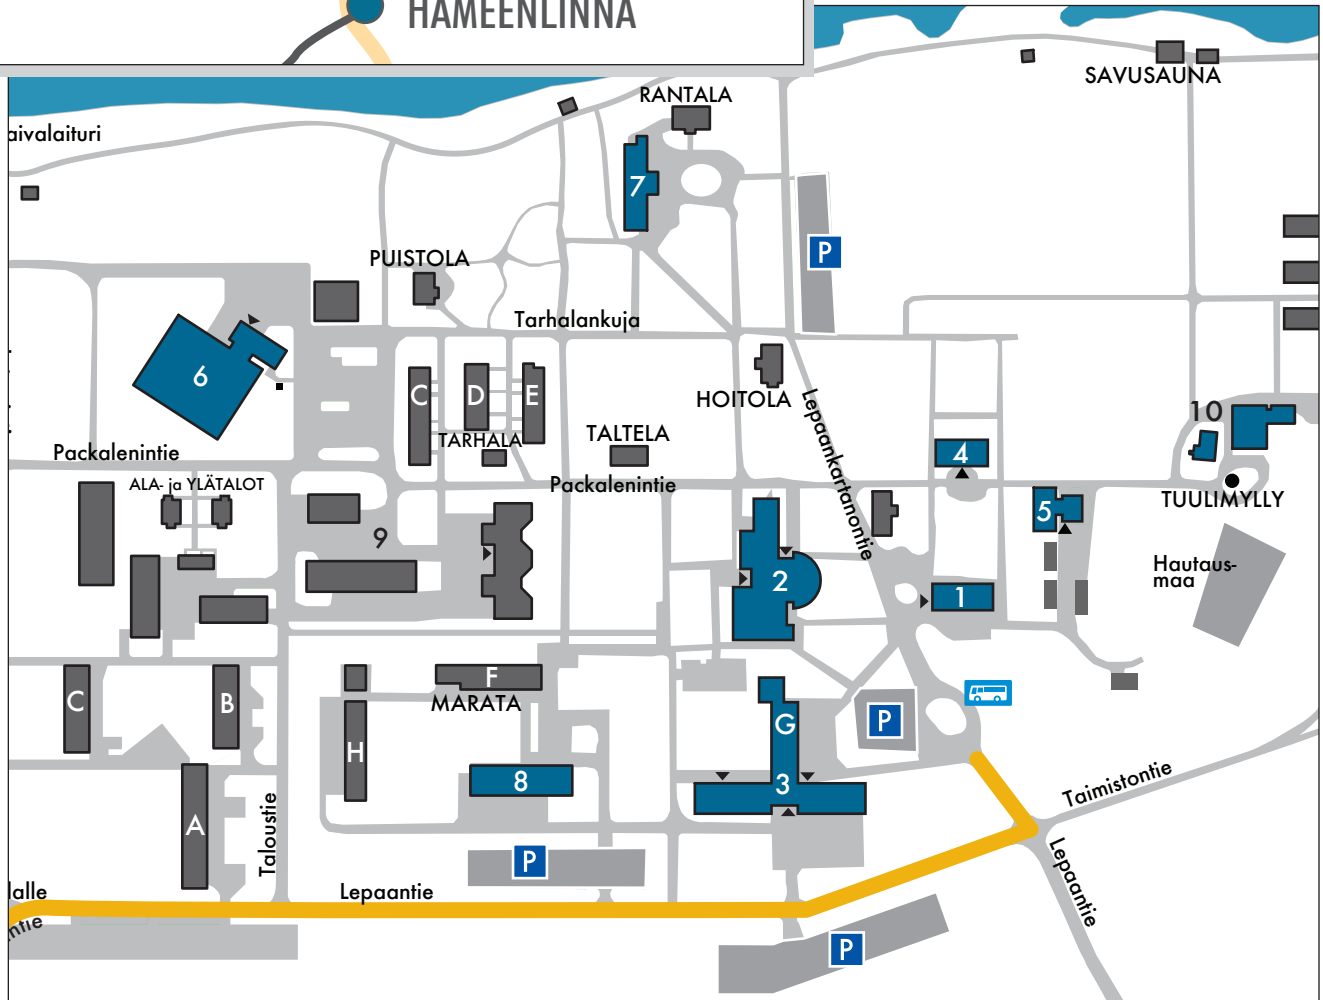 HÄMEENLINNA
SAVUSAUNA
RANTALA
aivalaituri
7
P
PUISTOLA
Tarhalankuja
6
C
D
E
HOITOLA
Lepaankartanontie
10
TARHALA
TALTELA
4
Packalenintie
ALA- ja YLÄTALOT
Packalenintie
TUULIMYLLY
5
9
2
Hautaus-
maa
1
C
B
F
MARATA
H
G
P
8
3
Taimistontie
A
Taloustie
P
Lepaantie
lalle
Lepaantie
ntie
P